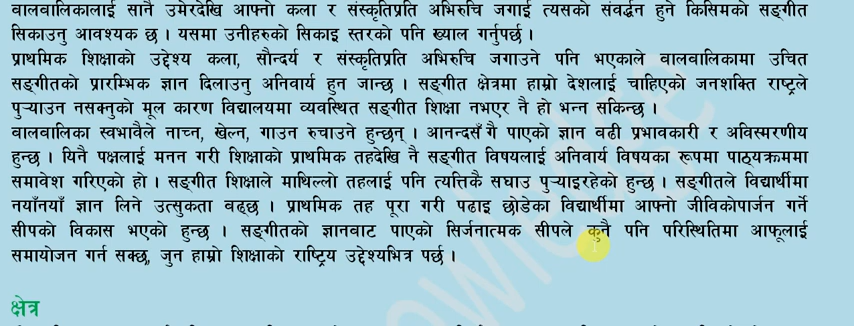 बालबालिकालाई सानै उमेरदेखि आफ्नो कला र संस्कृतिप्रति अभिरुचि जगाई त्यसको संवर्द्धन हुने किसिमको सङ्गीत
सिकाउनु आवश्यक छ । यसमा उनीहरुको सिकाइ स्तरको पनि ख्याल गर्नुपर्छ ।
प्राथमिक शिक्षाको उद्देश्य कला, सौन्दर्य र संस्कृतिप्रति अभिरुचि जगाउने पनि भएकाले बालबालिकामा उचित
सङ्गीतको प्रारम्भिक ज्ञान दिलाउनु अनिवार्य हुन जान्छ । सङ्गीत क्षेत्रमा हाम्रो देशलाई चाहिएको जनशक्ति राष्ट्रले
पुऱ्याउन नसक्नुको मूल कारण विद्यालयमा व्यवस्थित सङ्गीत शिक्षा नभएर नै हो भन्न सकिन्छ ।
बालबालिका स्वभावैले नाच्न, खेल्न, गाउन रुचाउने हुन्छन् । आनन्दसँगै पाएको ज्ञान बढी प्रभावकारी र अविस्मरणीय
हुन्छ । यिनै पक्षलाई मनन गरी शिक्षाको प्राथमिक तहदेखि नै सङ्गीत विषयलाई अनिवार्य विषयका रूपमा पाठ्यक्रममा
समावेश गरिएको हो । सङ्गीत शिक्षाले माथिल्लो तहलाई पनि त्यत्तिकै सघाउ पुऱ्याइरहेको हुन्छ । सङ्गीतले विद्यार्थीमा
नयाँनयाँ ज्ञान लिने उत्सुकता बढ्छ । प्राथमिक तह पूरा गरी पढाइ छोडेका विद्यार्थीमा आफ्नो जीविकोपार्जन गर्ने
सीपको विकास भएको हुन्छ । सङ्गीतको ज्ञानबाट पाएको सिर्जनात्मक सीपले कुनै पनि परिस्थितिमा आफूलाई
समायोजन गर्न सक्छ, जुन हाम्रो शिक्षाको राष्ट्रिय उद्देश्यभित्र पर्छ ।
क्षेत्र